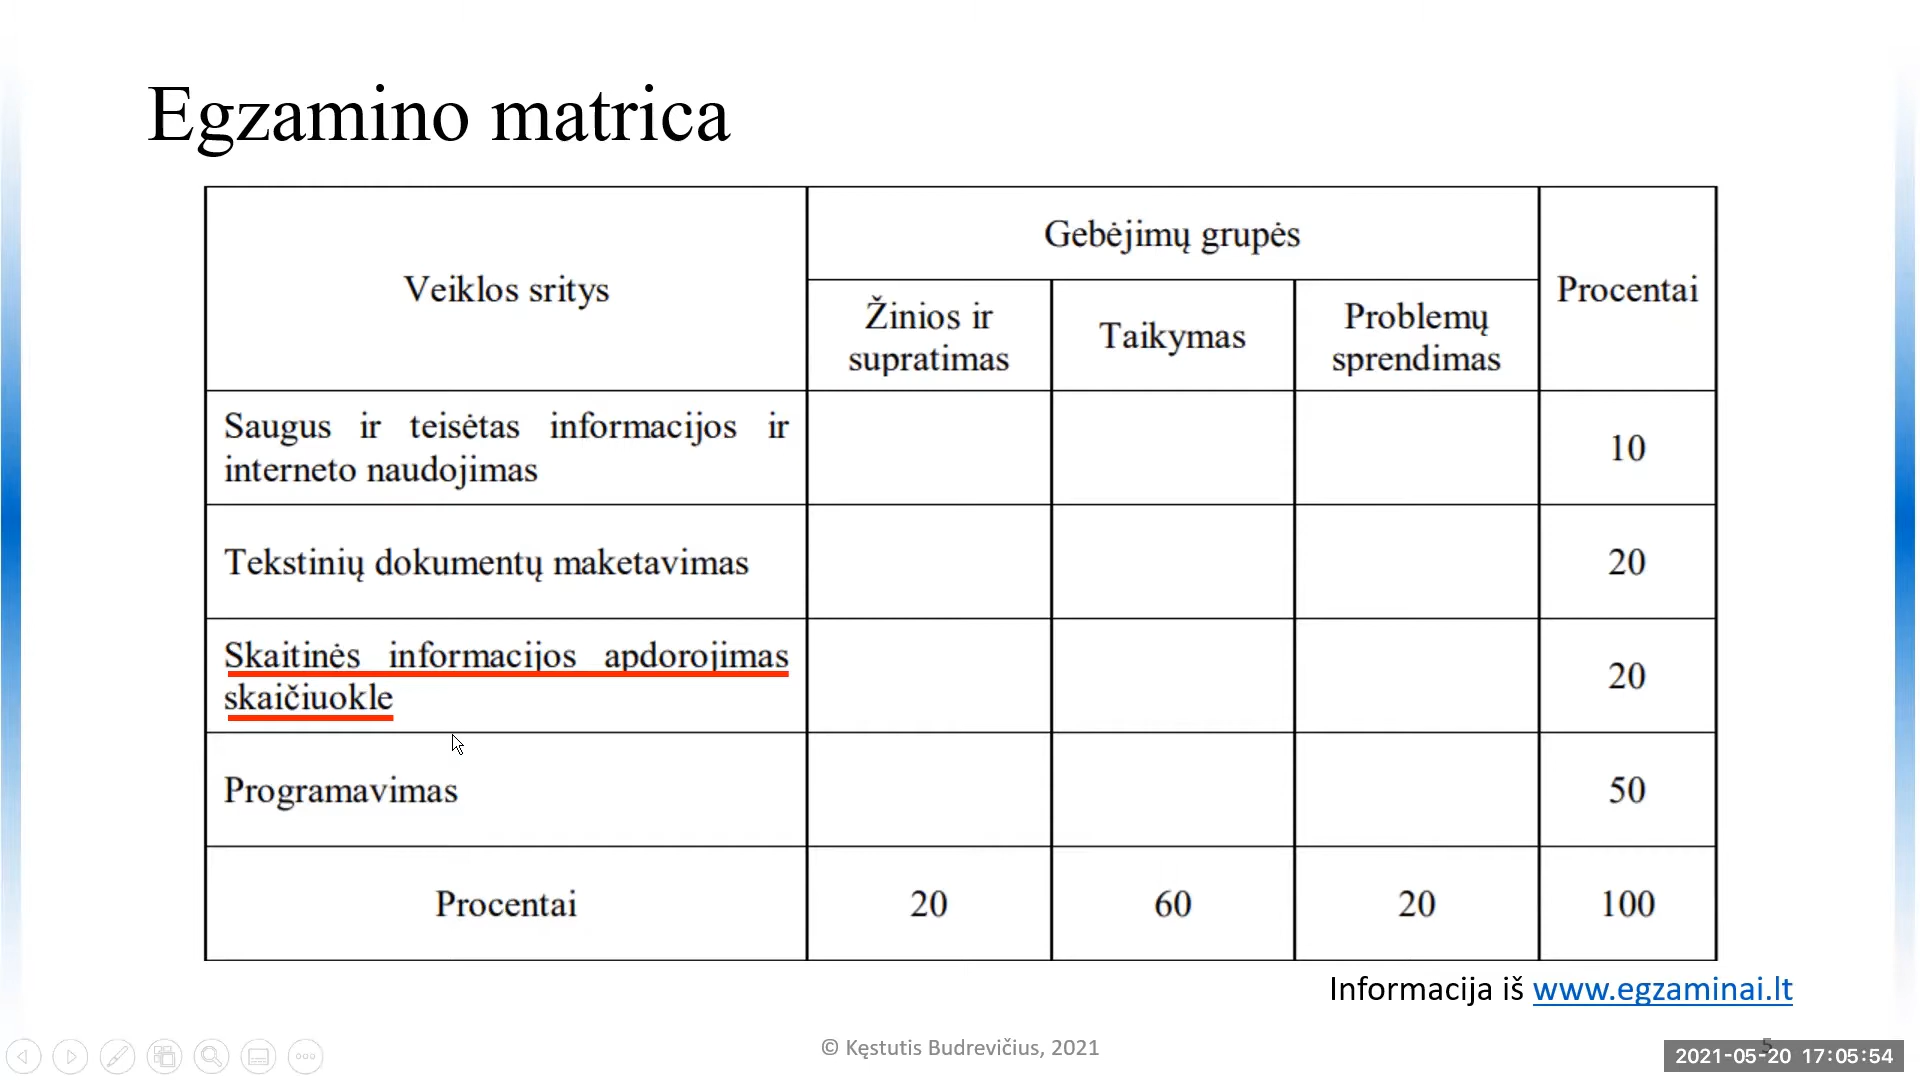 Egzamino matrica
Veiklos sritys
Gebėjimų grupės
Procentai
Žinios ir
supratimas
Taikymas
Problemų
sprendimas
Saugus ir teisėtas informacijos ir
interneto naudojimas
10
Tekstinių dokumentų maketavimas
20
Skaitinės informacijos apdorojimas
skaičiuokle
20
Programavimas
50
Procentai
20
60
20
100
Informacija iš www.egzaminai.lt
© Kęstutis Budrevičius, 2021
5
2021-05-20 17:05:54